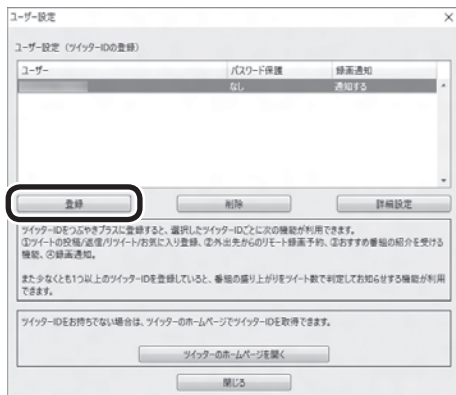 ユーザー設定
ユーザー設定（ツイッターIDの登録）
ユーザー パスワード保護 録画通知
なし 通知する
登録 削除 詳細設定
ツイッターIDをつぶやきプラスに登録すると、選択したツイッターIDごとに次の機能が利用できます。
①ツイートの投稿/返信/リツイート/お気に入り登録、②外出先からのリモート録画予約、③おすすめ番組の紹介を受ける
機能、④録画通知。
また少なくとも1つ以上のツイッターIDを登録していると、番組の盛り上がりをツイート数で判定してお知らせする機能が利用
できます。
ツイッターIDをお持ちでない場合は、ツイッターのホームページでツイッターIDを取得できます。
ツイッターのホームページを開く
閉じる